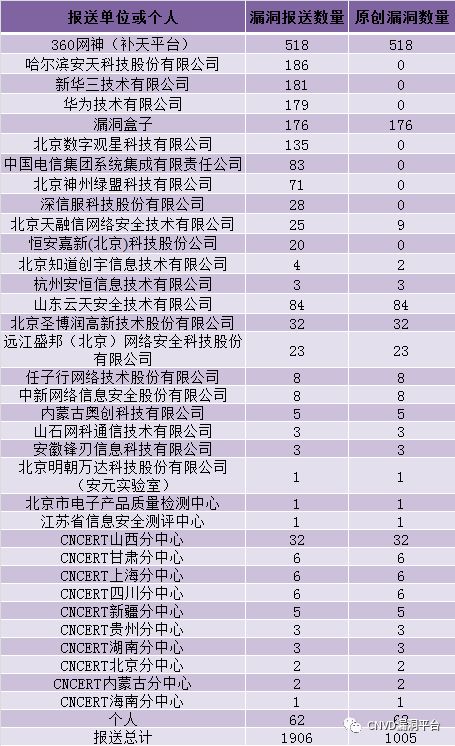 报送单位或个人 漏洞报送数量 原创漏洞数量
360网神（补天平台） 518 518
哈尔滨安天科技股份有限公司 186 0
新华三技术有限公司 181 0
华为技术有限公司 179 0
漏洞盒子 176 176
北京数字观星科技有限公司 135 0
中国电信集团系统集成有限责任公司 83 0
北京神州绿盟科技有限公司 71 0
深信服科技股份有限公司 28 0
北京天融信网络安全技术有限公司 25 9
恒安嘉新(北京)科技股份公司 20 0
北京知道创宇信息技术有限公司 4 2
杭州安恒信息技术有限公司 3 3
山东云天安全技术有限公司 84 84
北京圣博润高新技术股份有限公司 32 32
远江盛邦（北京）网络安全科技股份
有限公司 23 23
任子行网络技术股份有限公司 8 8
中新网络信息安全股份有限公司 8 8
内蒙古奥创科技有限公司 5 5
山石网科通信技术有限公司 3 3
安徽锋刃信息科技有限公司 3 3
北京明朝万达科技股份有限公司
（安元实验室） 1 1
北京市电子产品质量检测中心 1 1
江苏省信息安全测评中心 1 1
CNCERT山西分中心 32 32
CNCERT甘肃分中心 6 6
CNCERT上海分中心 6 6
CNCERT四川分中心 6 6
CNCERT新疆分中心 5 5
CNCERT贵州分中心 3 3
CNCERT湖南分中心 3 3
CNCERT北京分中心 2 2
CNCERT内蒙古分中心 2 2
CNCERT海南分中心 1 1
个人 62 62
CNVD漏洞平台
报送总计 1906 1005